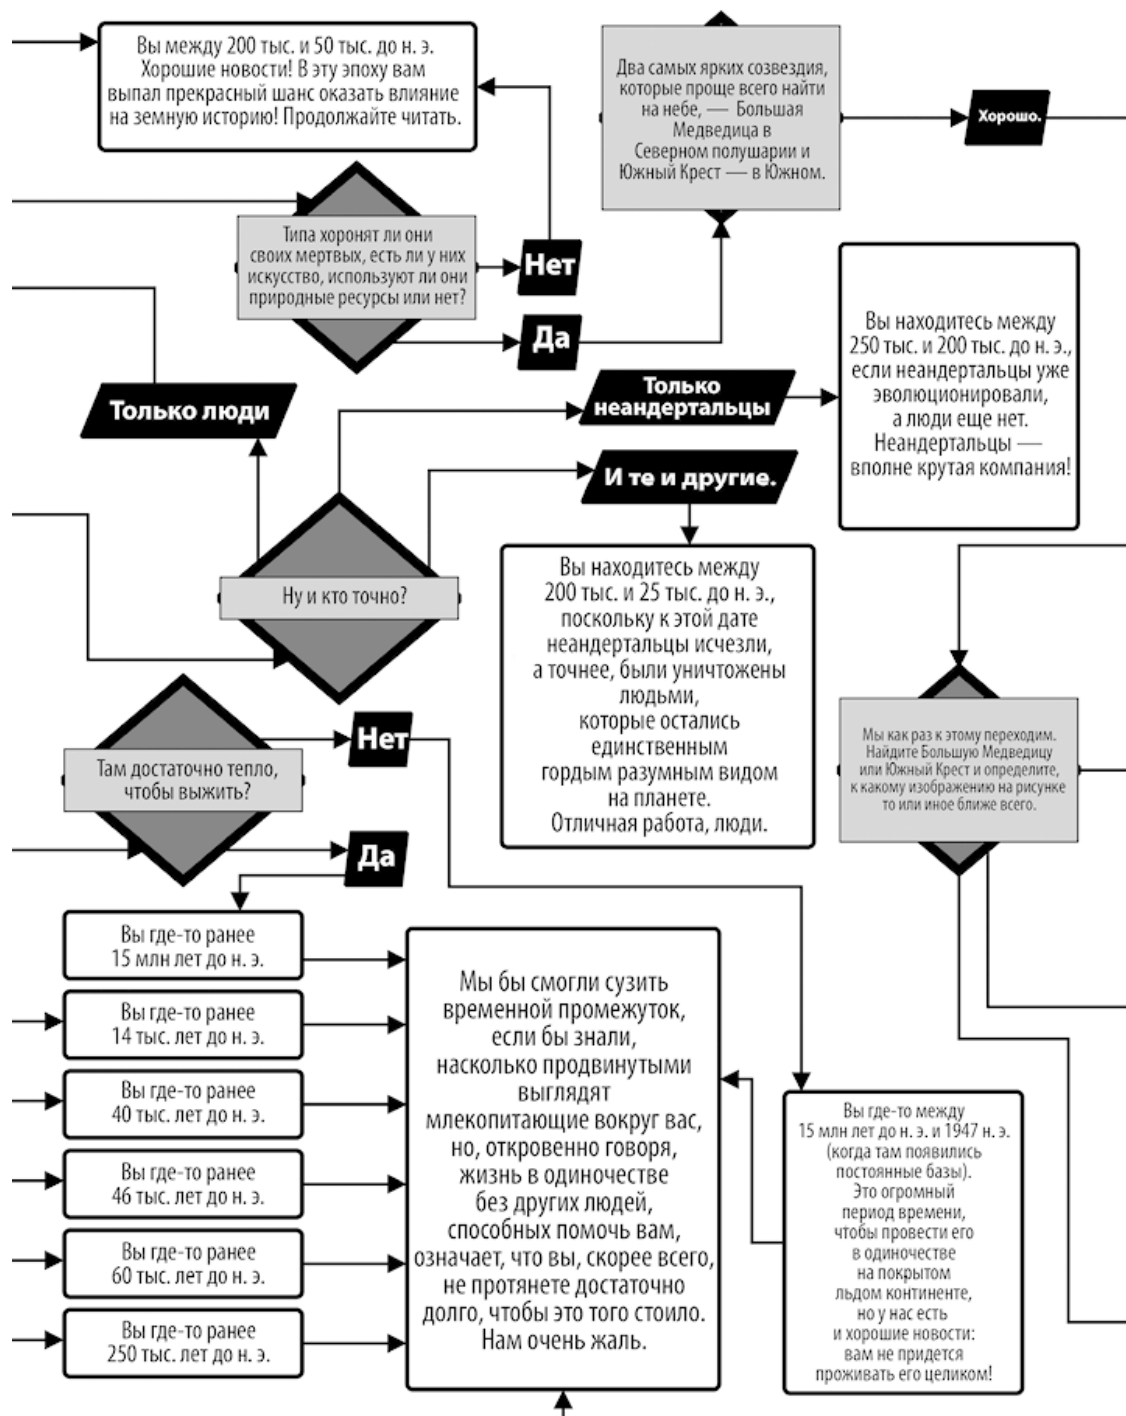 Вы между 200 тыс. и 50 тыс. до н. э.
Хорошие новости! В эту эпоху вам
выпал прекрасный шанс оказать влияние
на земную историю! Продолжайте читать.
Два самых ярких созвездия,
которые проще всего найти
на небе, — Большая
Медведица в
Северном полушарии и
Южный Крест — в Южном.
Хорошо.
Типа хоронят ли они
своих мертвых, есть ли у них
искусство, используют ли они
природные ресурсы или нет?
Нет
Да
Вы находитесь между
250 тыс. и 200 тыс. до н. э.,
если неандертальцы уже
эволюционировали,
а люди еще нет.
Неандертальцы —
вполне крутая компания!
Только люди
Только
неандертальцы
И те и другие.
Ну и кто точно?
Вы находитесь между
200 тыс. и 25 тыс. до н. э.,
поскольку к этой дате
неандертальцы исчезли,
а точнее, были уничтожены
людьми,
которые остались
единственным
гордым разумным видом
на планете.
Отличная работа, люди.
Мы как раз к этому переходим.
Найдите Большую Медведицу
или Южный Крест и определите,
к какому изображению на рисунке
то или иное ближе всего.
Там достаточно тепло,
чтобы выжить?
Нет
Да
Вы где-то ранее
15 млн лет до н. э.
Вы где-то ранее
14 тыс. лет до н. э.
Вы где-то ранее
40 тыс. лет до н. э.
Вы где-то ранее
46 тыс. лет до н. э.
Вы где-то ранее
60 тыс. лет до н. э.
Вы где-то ранее
250 тыс. лет до н. э.
Мы бы смогли сузить
временной промежуток,
если бы знали,
насколько продвинутыми
выглядят
млекопитающие вокруг вас,
но, откровенно говоря,
жизнь в одиночестве
без других людей,
способных помочь вам,
означает, что вы, скорее всего,
не протянете достаточно
долго, чтобы это того стоило.
Нам очень жаль.
Вы где-то между
15 млн лет до н. э. и 1947 н. э.
(когда там появились
постоянные базы).
Это огромный
период времени,
чтобы провести его
в одиночестве
на покрытом
льдом континенте,
но у нас есть
и хорошие новости:
вам не придется
проживать его целиком!